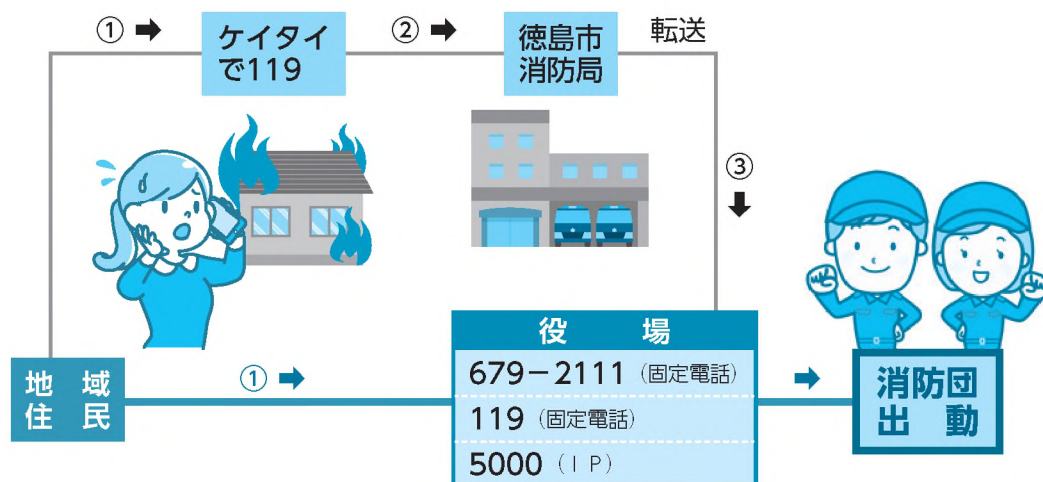 ① ➡
ケイタイ
で119
② ➡
徳島市
消防局
転送
③
⬇
地 域
住 民
① ➡
役 場
679-2111 (固定電話)
119 (固定電話)
5000 (IP)
➡
消防団
出 動